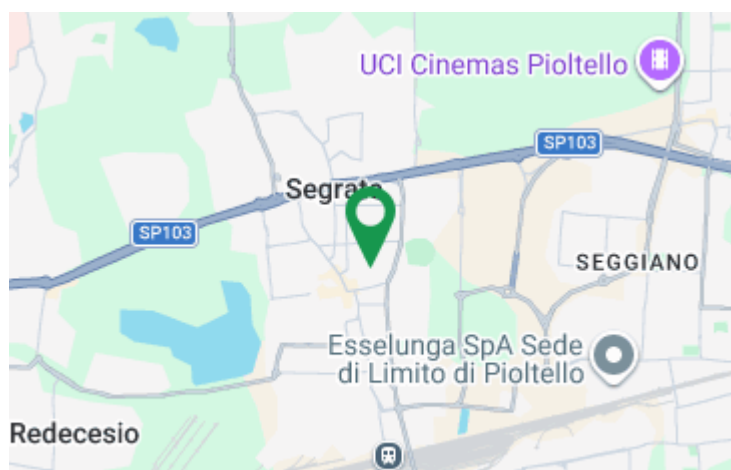 UCI Cinemas Pioltello
SP103
Segrate
SP103
SEGGIANO
Esselunga SpA Sede
di Limito di Pioltello
Redecesio